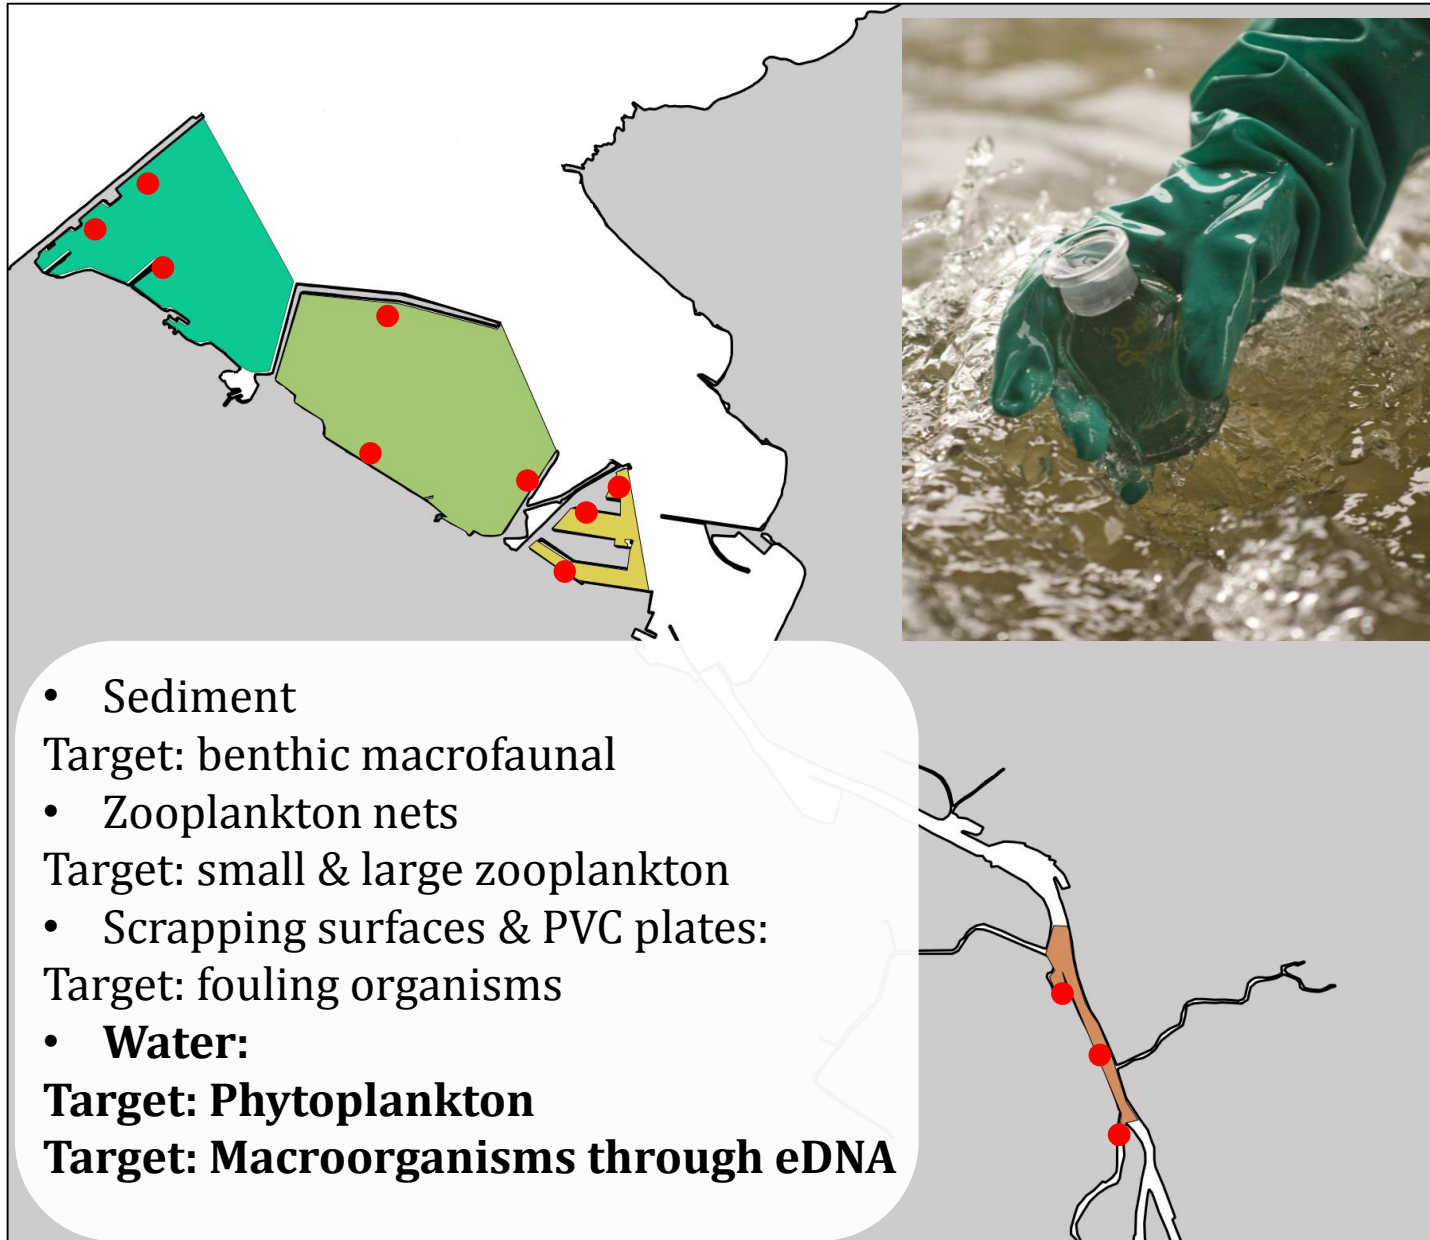 • Sediment
Target: benthic macrofaunal
• Zooplankton nets
Target: small & large zooplankton
• Scrapping surfaces & PVC plates:
Target: fouling organisms
• Water:
Target: Phytoplankton
Target: Macroorganisms through eDNA